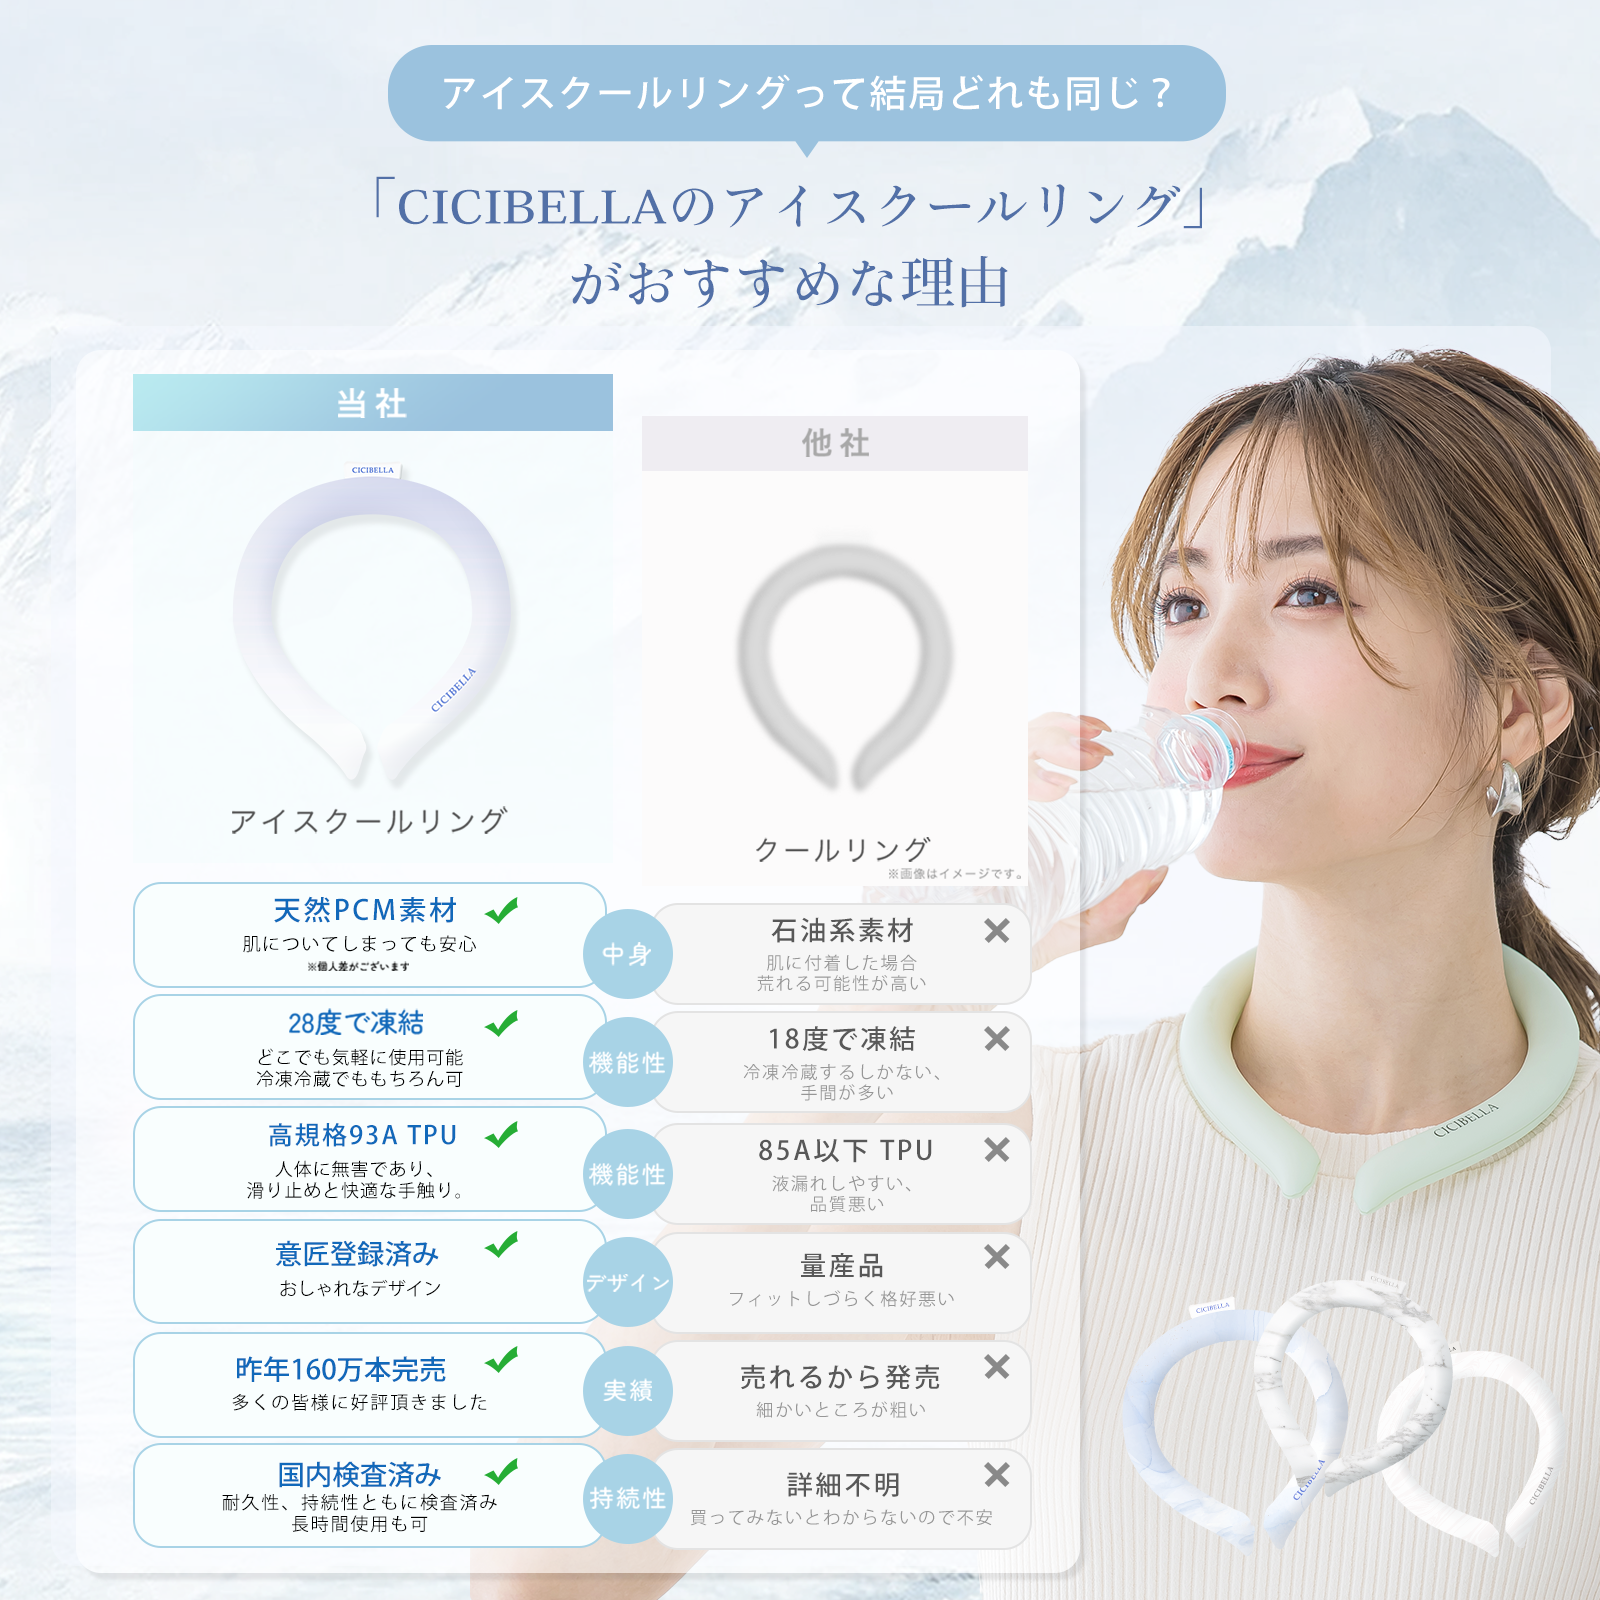 アイスクールリングって結局どれも同じ？
「CICIBELLAのアイスクールリング」
がおすすめな理由
当社
CICIBELLA
CICIBELLA
アイスクールリング
他社
クールリング
※画像はイメージです。
天然PCM素材
肌についてしまっても安心
※個人差がございます
中身
石油系素材
肌に付着した場合
荒れる可能性が高い
28度で凍結
どこでも気軽に使用可能
冷凍冷蔵でももちろん可
機能性
18度で凍結
冷凍冷蔵するしかない、
手間が多い
高規格93A TPU
人体に無害であり、
滑り止めと快適な手触り。
機能性
85A以下 TPU
液漏れしやすい、
品質悪い
意匠登録済み
おしゃれなデザイン
デザイン
量産品
フィットしづらく格好悪い
昨年160万本完売
多くの皆様に好評頂きました
実績
売れるから発売
細かいところが粗い
国内検査済み
耐久性、持続性ともに検査済み
長時間使用も可
持続性
詳細不明
買ってみないとわからないので不安
CICIBELLA
CICIBELLA
CICIBELLA
CICIBELLA
CICIBELLA